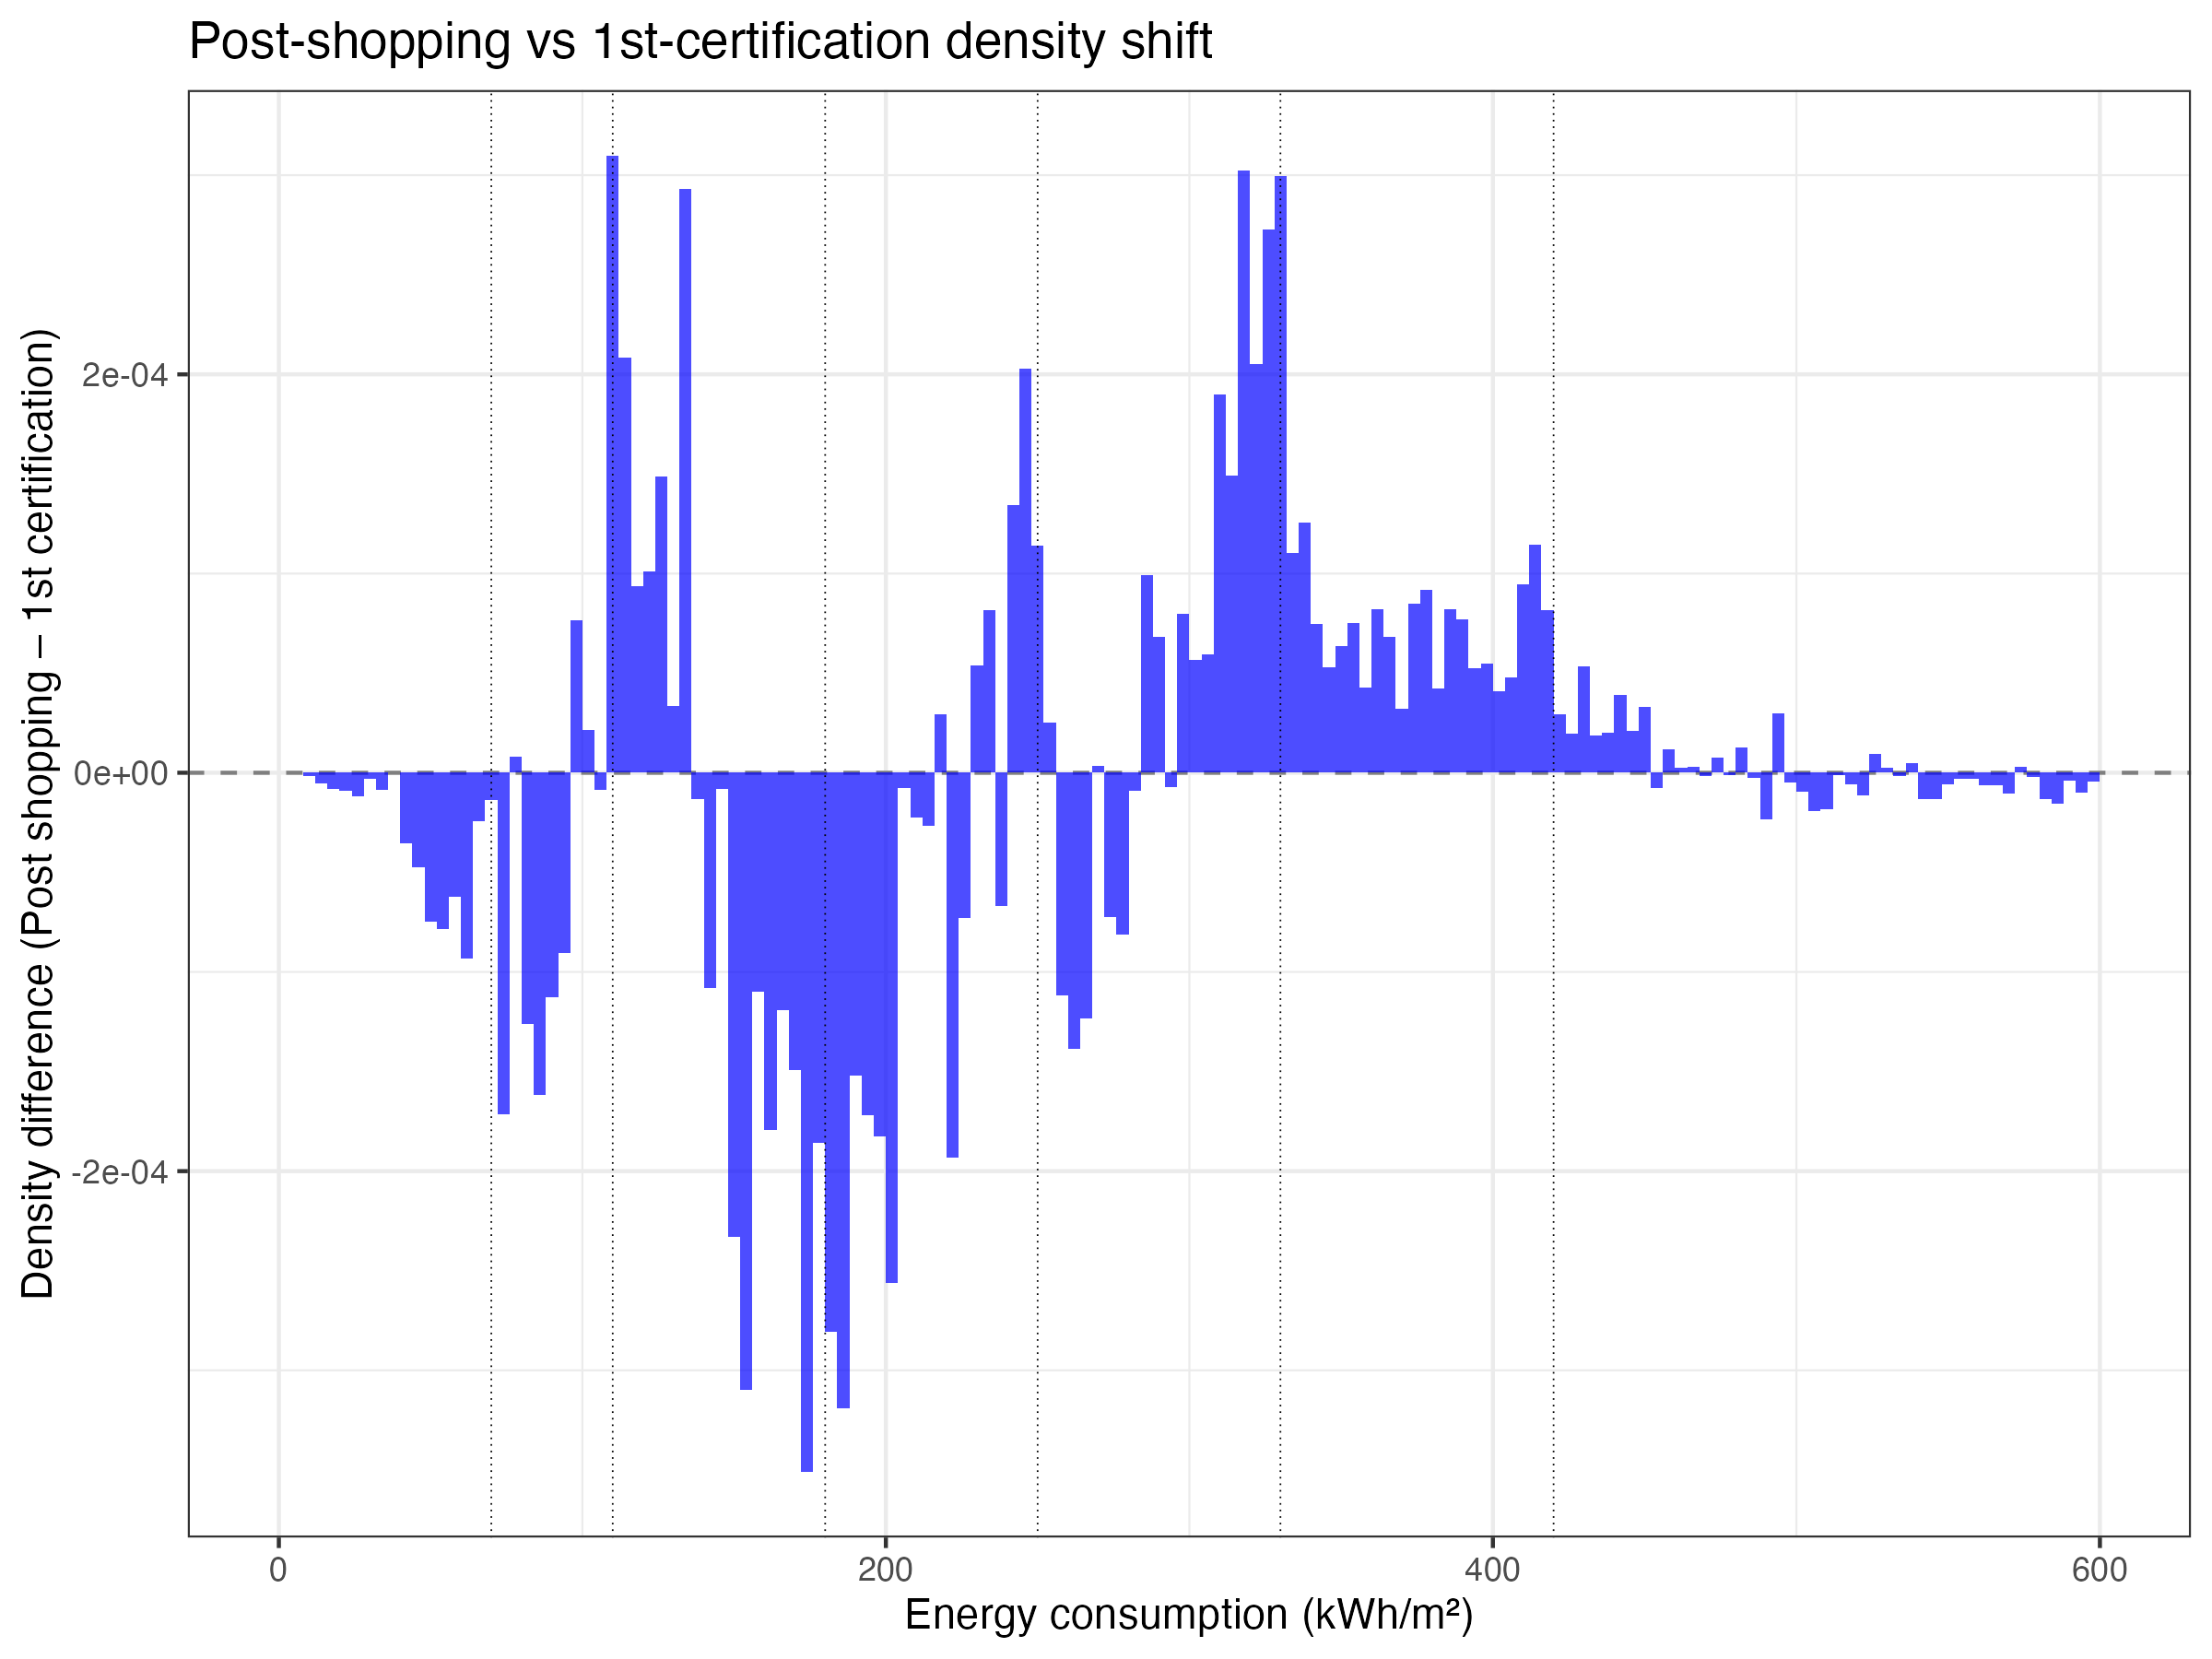 Post-shopping vs 1st-certification density shift
Density difference (Post shopping − 1st certification)
2e-04
0e+00
-2e-04
0
200
400
600
Energy consumption (kWh/m²)